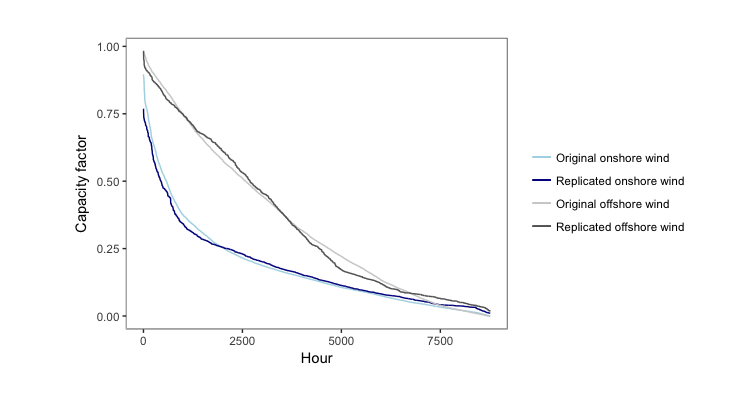 1.00
0.75
0.50
0.25
0.00
Capacity factor
0
2500
5000
7500
Hour
Original onshore wind
Replicated onshore wind
Original offshore wind
Replicated offshore wind